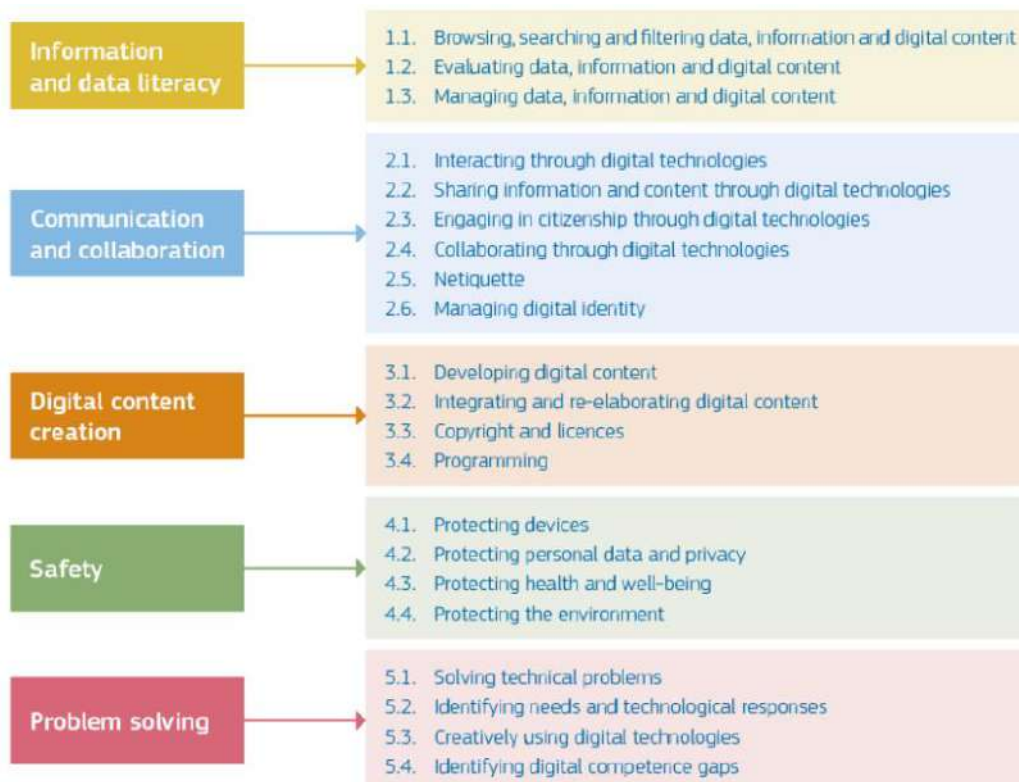 Information
and data literacy
1.1. Browsing, searching and filtering data, information and digital content
1.2. Evaluating data, information and digital content
1.3. Managing data, information and digital content
Communication
and collaboration
2.1. Interacting through digital technologies
2.2. Sharing information and content through digital technologies
2.3. Engaging in citizenship through digital technologies
2.4. Collaborating through digital technologies
2.5. Netiquette
2.6. Managing digital identity
Digital content
creation
3.1. Developing digital content
3.2. Integrating and re-elaborating digital content
3.3. Copyright and licences
3.4. Programming
Safety
4.1. Protecting devices
4.2. Protecting personal data and privacy
4.3. Protecting health and well-being
4.4. Protecting the environment
Problem solving
5.1. Solving technical problems
5.2. Identifying needs and technological responses
5.3. Creatively using digital technologies
5.4. Identifying digital competence gaps